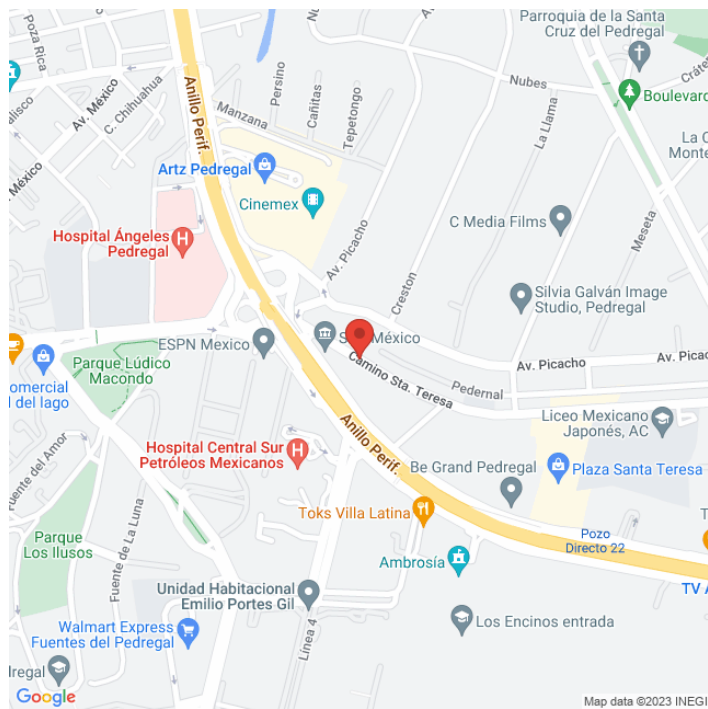 Poza Rica
Jalisco
Av. México
C. Chihuahua
Av. México
Anillo Perif.
Persino
Cañitas
Tepetongo
Manzana
Nubes
Parroquia de la Santa
Cruz del Pedregal
Cráte
Boulevard
La C
Monte
La Llama
Artz Pedregal
Cinemex
Hospital Ángeles
Pedregal
Av. Picacho
Creston
C Media Films
Meseta
Silvia Galván Image
Studio, Pedregal
ESPN Mexico
México
Camino Sta. Teresa
Av. Picacho
Av. Picac
Pedernal
Parque Lúdico
Macondo
comercial
l del lago
Liceo Mexicano
Japonés, AC
Anillo Perif.
Hospital Central Sur
Petróleos Mexicanos
Be Grand Pedregal
Plaza Santa Teresa
Fuente del Amor
Fuente de La Luna
Toks Villa Latina
Parque
Los Ilusos
Pozo
Directo 22
T
Ambrosía
TV A
Unidad Habitacional
Emilio Portes Gil
Línea 4
Los Encinos entrada
Walmart Express
Fuentes del Pedregal
dregal
Google
Map data ©2023 INEGI